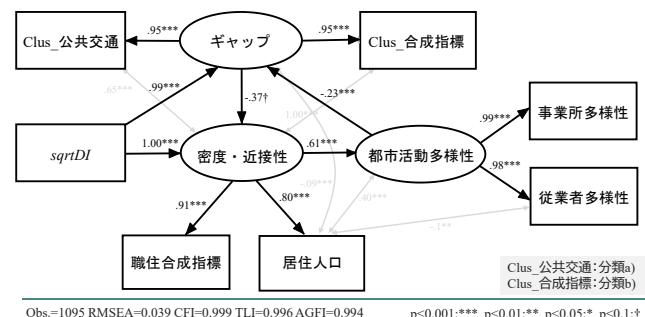 Clus_公共交通
.95***
ギャップ
.95***
Clus_合成指標
.65***
.99***
-.37†
1.00***
-.23***
sqrtDI
1.00***
密度・近接性
.61***
都市活動多様性
.99***
事業所多様性
.98***
従業者多様性
-.09***
.40***
-.1**
.91***
.80***
職住合成指標
居住人口
Clus_公共交通:分類a)
Clus_合成指標:分類b)
Obs.=1095 RMSEA=0.039 CFI=0.999 TLI=0.996 AGFI=0.994
p<0.001:***, p<0.01:**, p<0.05:*, p<0.1:†